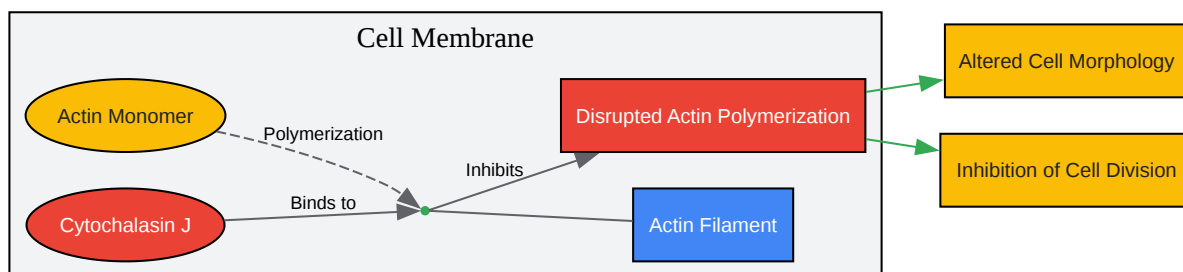 Cell Membrane
Altered Cell Morphology
Actin Monomer
Polymerization
Disrupted Actin Polymerization
Inhibits
Inhibition of Cell Division
Binds to
Cytochalasin J
Actin Filament